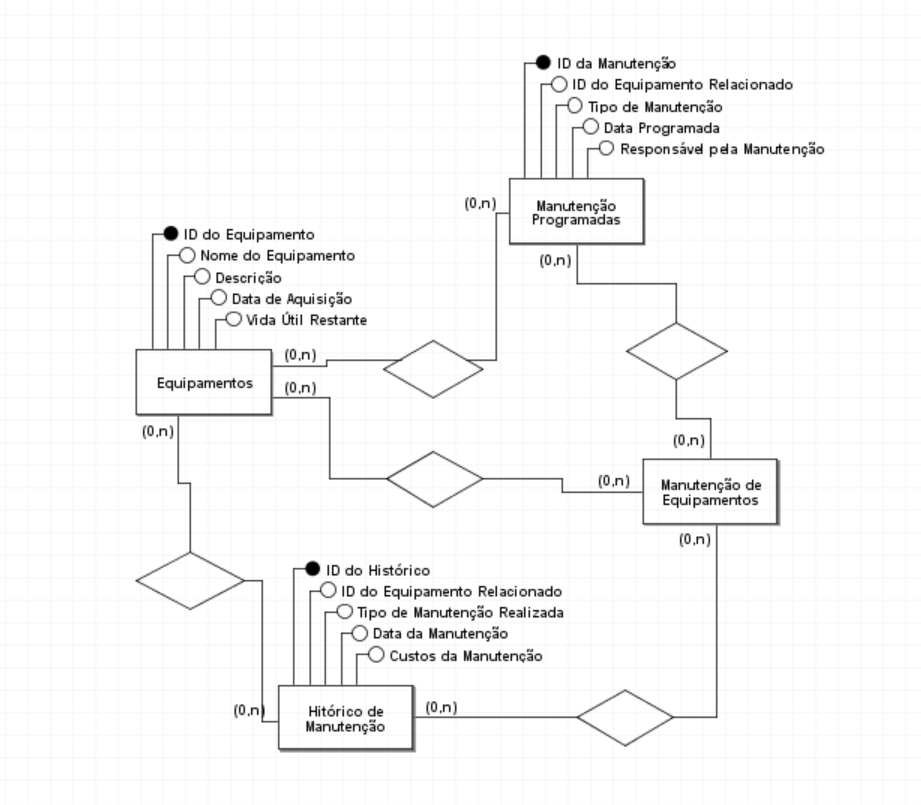 ID da Manutenção
ID do Equipamento Relacionado
Tipo de Manutenção
Data Programada
Responsável pela Manutenção
(0,n)
Manutenção
Programadas
(0,n)
ID do Equipamento
Nome do Equipamento
Descrição
Data de Aquisição
Vida Útil Restante
(0,n)
Equipamentos
(0,n)
(0,n)
(0,n)
(0,n)
Manutenção de
Equipamentos
(0,n)
ID do Histórico
ID do Equipamento Relacionado
Tipo de Manutenção Realizada
Data da Manutenção
Custos da Manutenção
(0,n)
Hitórico de
Manutenção
(0,n)